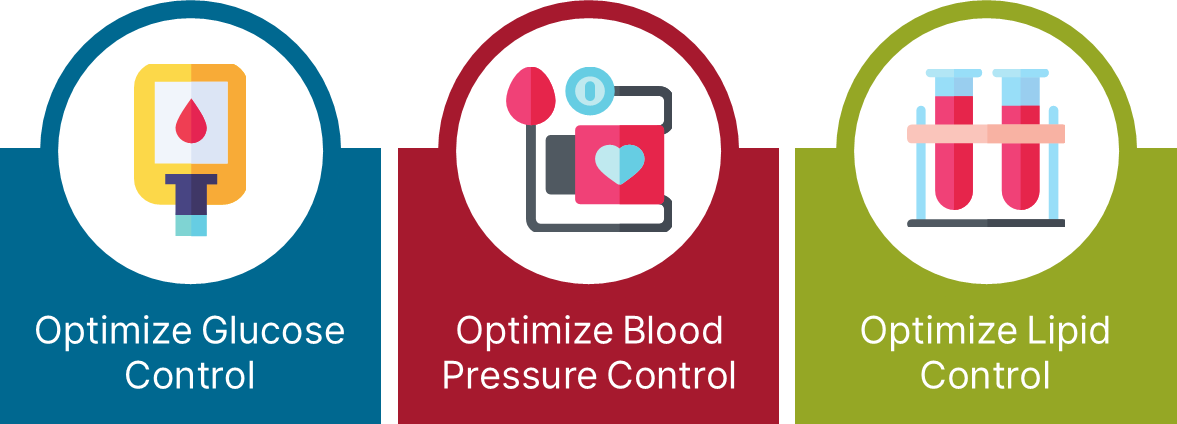 Optimize Glucose
Control
Optimize Blood
Pressure Control
Optimize Lipid
Control